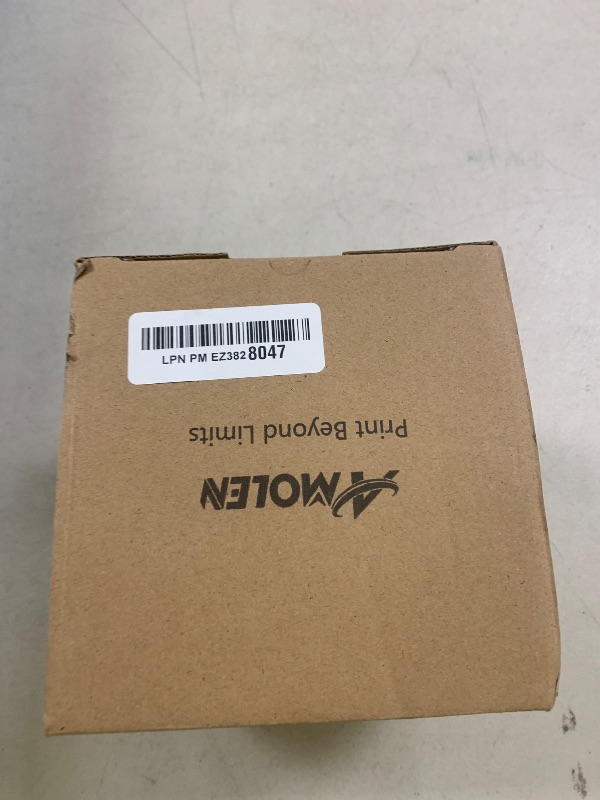 LPN PM EZ3828047
Print Beyond Limits
AMOLEN